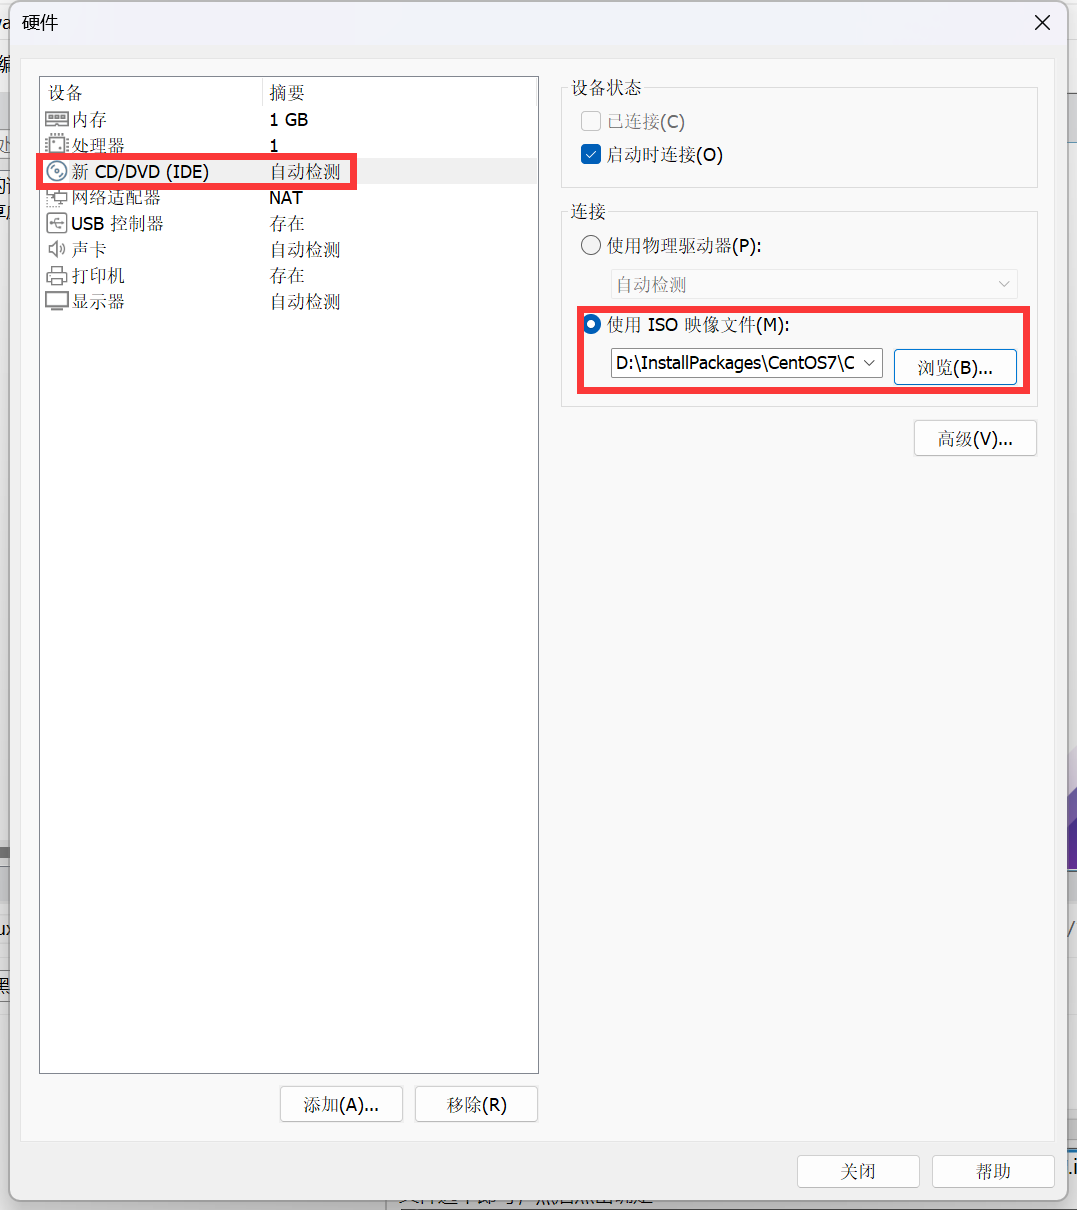 硬件
设备 摘要
内存 1 GB
处理器 1
新 CD/DVD (IDE) 自动检测
网络适配器 NAT
USB 控制器 存在
声卡 自动检测
打印机 存在
显示器 自动检测
添加(A)... 移除(R)
设备状态
已连接(C)
启动时连接(O)
连接
使用物理驱动器(P):
自动检测
使用 ISO 映像文件(M):
D:\InstallPackages\CentOS7\C 浏览(B)...
高级(V)...
关闭 帮助